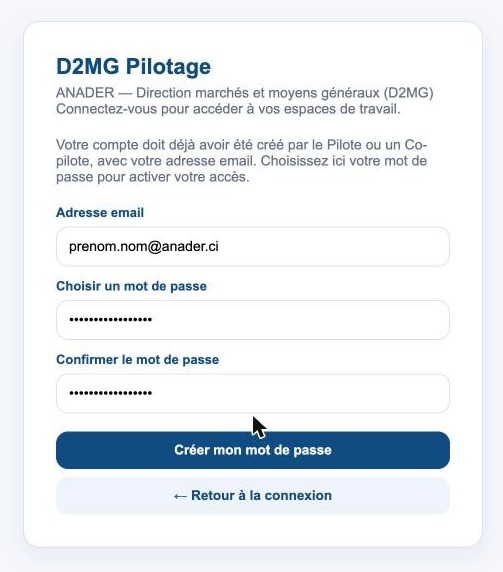 D2MG Pilotage
ANADER — Direction marchés et moyens généraux (D2MG)
Connectez-vous pour accéder à vos espaces de travail.
Votre compte doit déjà avoir été créé par le Pilote ou un Co-
pilote, avec votre adresse email. Choisissez ici votre mot de
passe pour activer votre accès.
Adresse email
prenom.nom@anader.ci
Choisir un mot de passe
•••••••••••••••••
Confirmer le mot de passe
•••••••••••••••••
Créer mon mot de passe
← Retour à la connexion